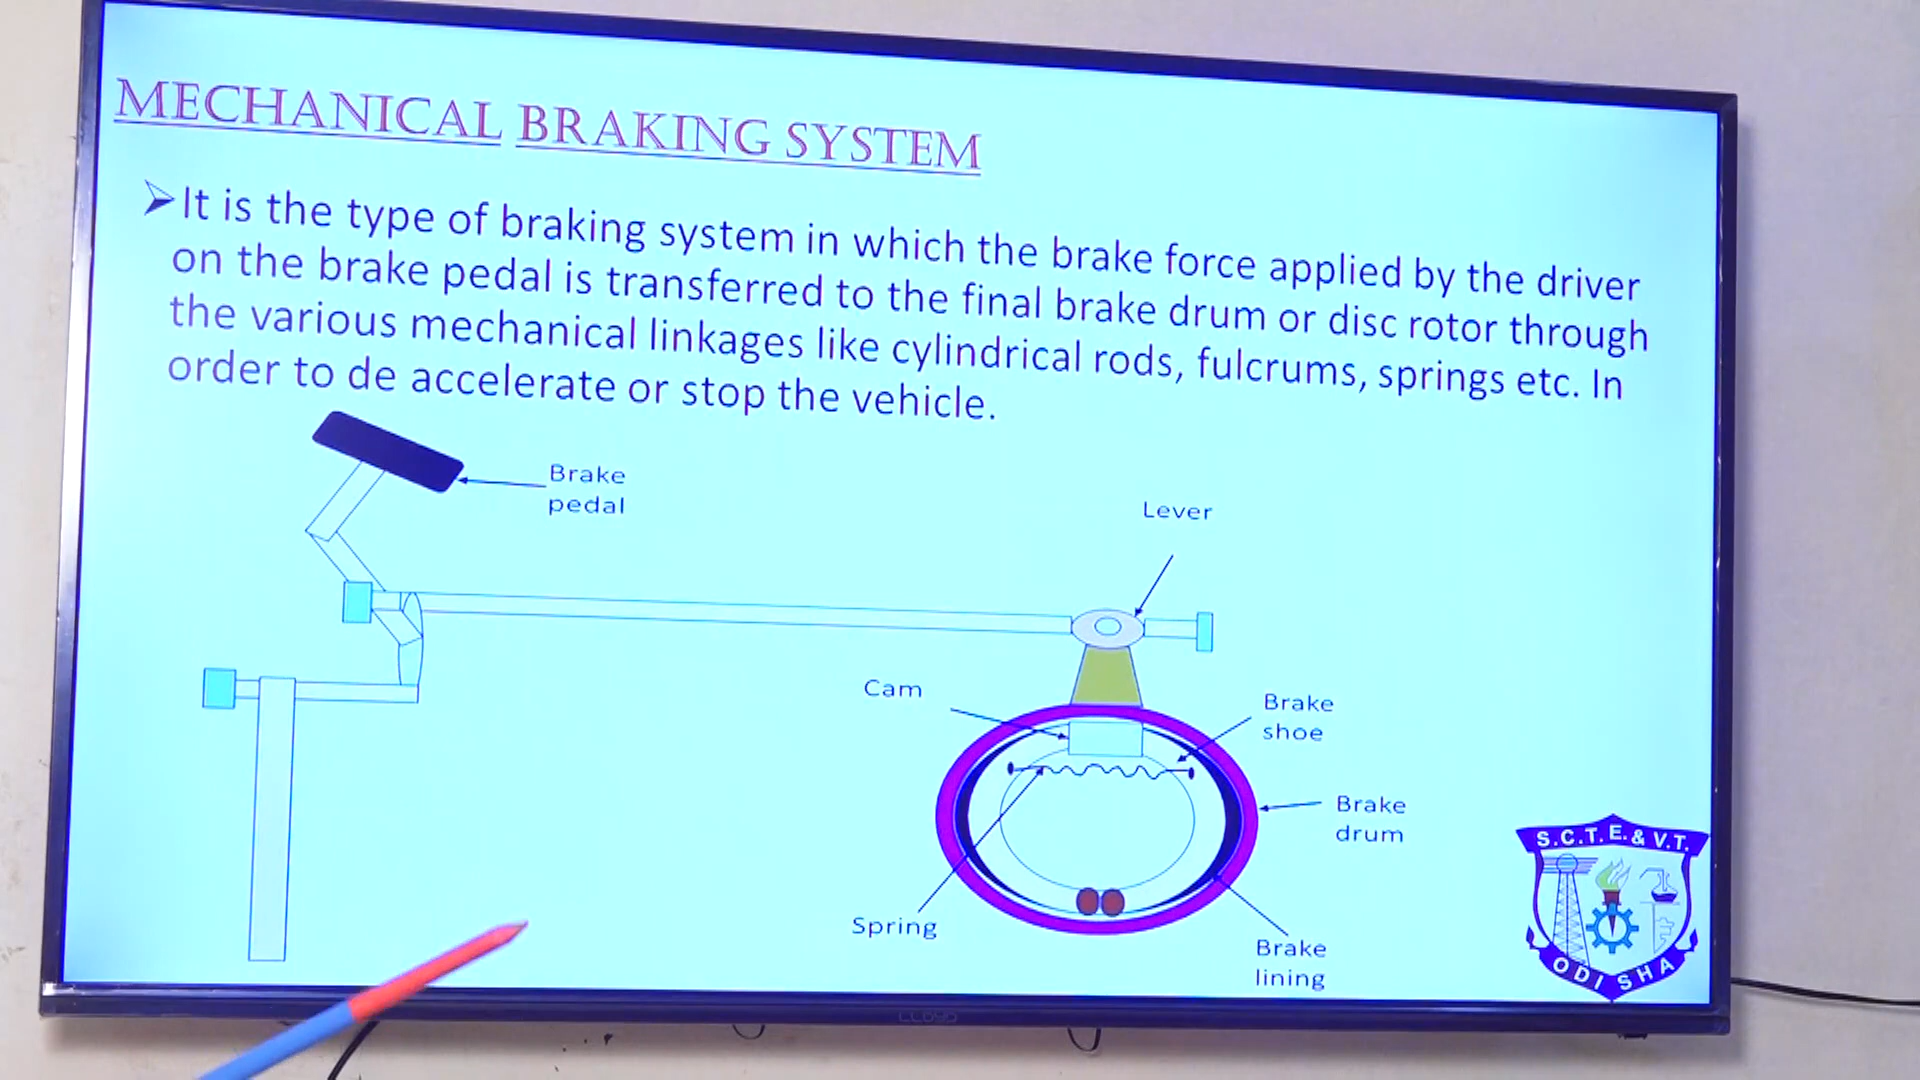 MECHANICAL BRAKING SYSTEM
➢It is the type of braking system in which the brake force applied by the driver
on the brake pedal is transferred to the final brake drum or disc rotor through
the various mechanical linkages like cylindrical rods, fulcrums, springs etc. In
order to de accelerate or stop the vehicle.
Brake
pedal
Lever
Cam
Brake
shoe
Brake
drum
Spring
Brake
lining
S.C.T.E.& V.T.
ODISHA